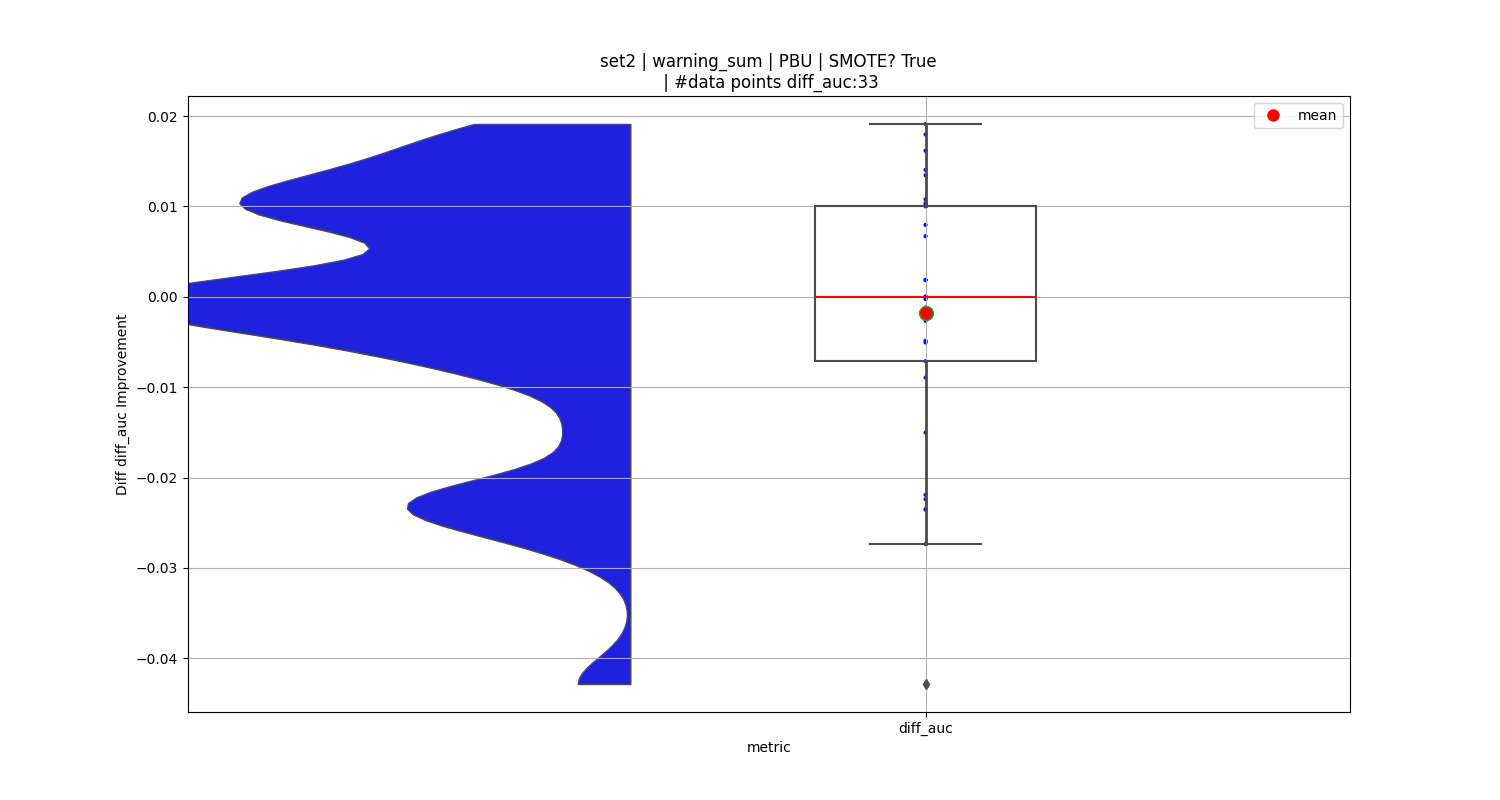 set2 | warning_sum | PBU | SMOTE? True
| #data points diff_auc:33
mean
0.02
0.01
0.00
−0.01
−0.02
−0.03
−0.04
Diff diff_auc Improvement
diff_auc
metric